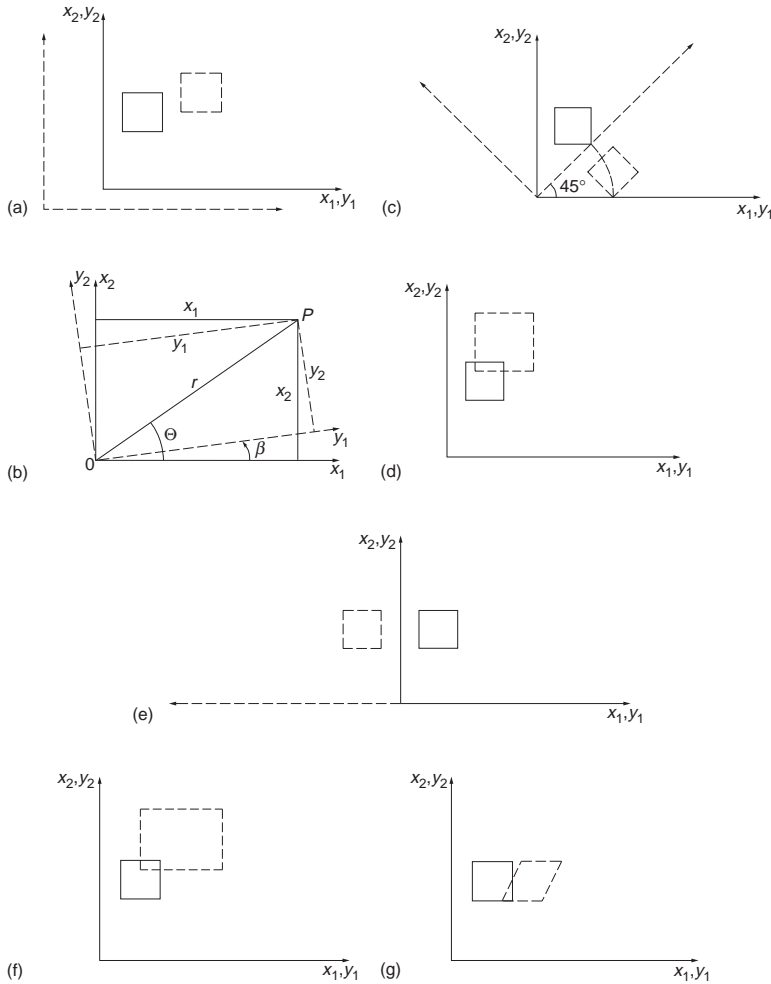 x₂,y₂
x₁,y₁
(a)
x₂,y₂
45°
x₁,y₁
(c)
y₂ x₂
x₁
P
y₁
r
y₂
x₂
Θ
y₁
β
0
x₁
(b)
x₂,y₂
x₁,y₁
(d)
x₂,y₂
x₁,y₁
(e)
x₂,y₂
x₁,y₁
(f)
x₂,y₂
x₁,y₁
(g)